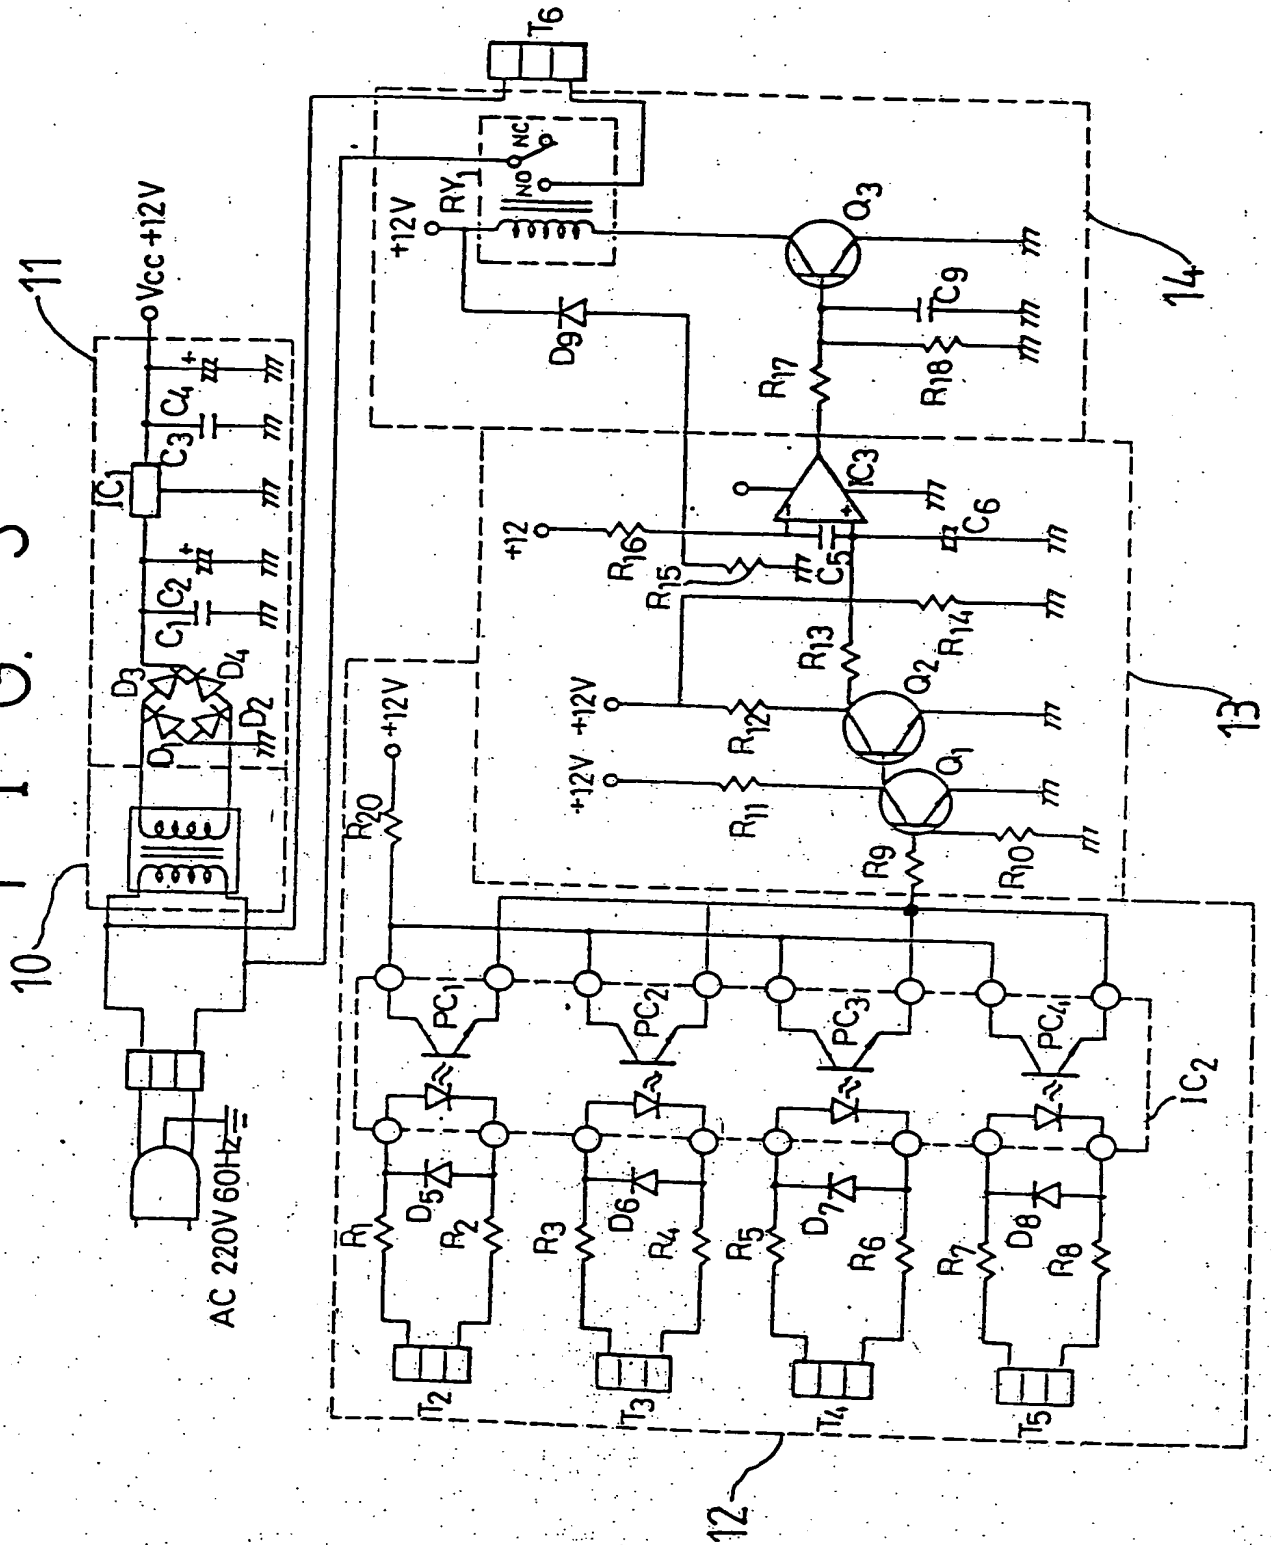 FIG. 3
10
11
AC 220V 60Hz
D1
D2
D3
D4
C1
C2
IC1
C3
C4
Vcc +12V
12
T2
T3
T4
T5
R1
R2
R3
R4
R5
R6
R7
R8
D5
D6
D7
D8
PC1
PC2
PC3
PC4
IC2
R20
+12V
13
R9
R10
Q1
R11
+12V
Q2
R12
+12V
R13
R14
R15
R16
+12
C5
C6
IC3
+
14
R17
R18
C9
Q3
D9
+12V
RY1
NO
NC
T6